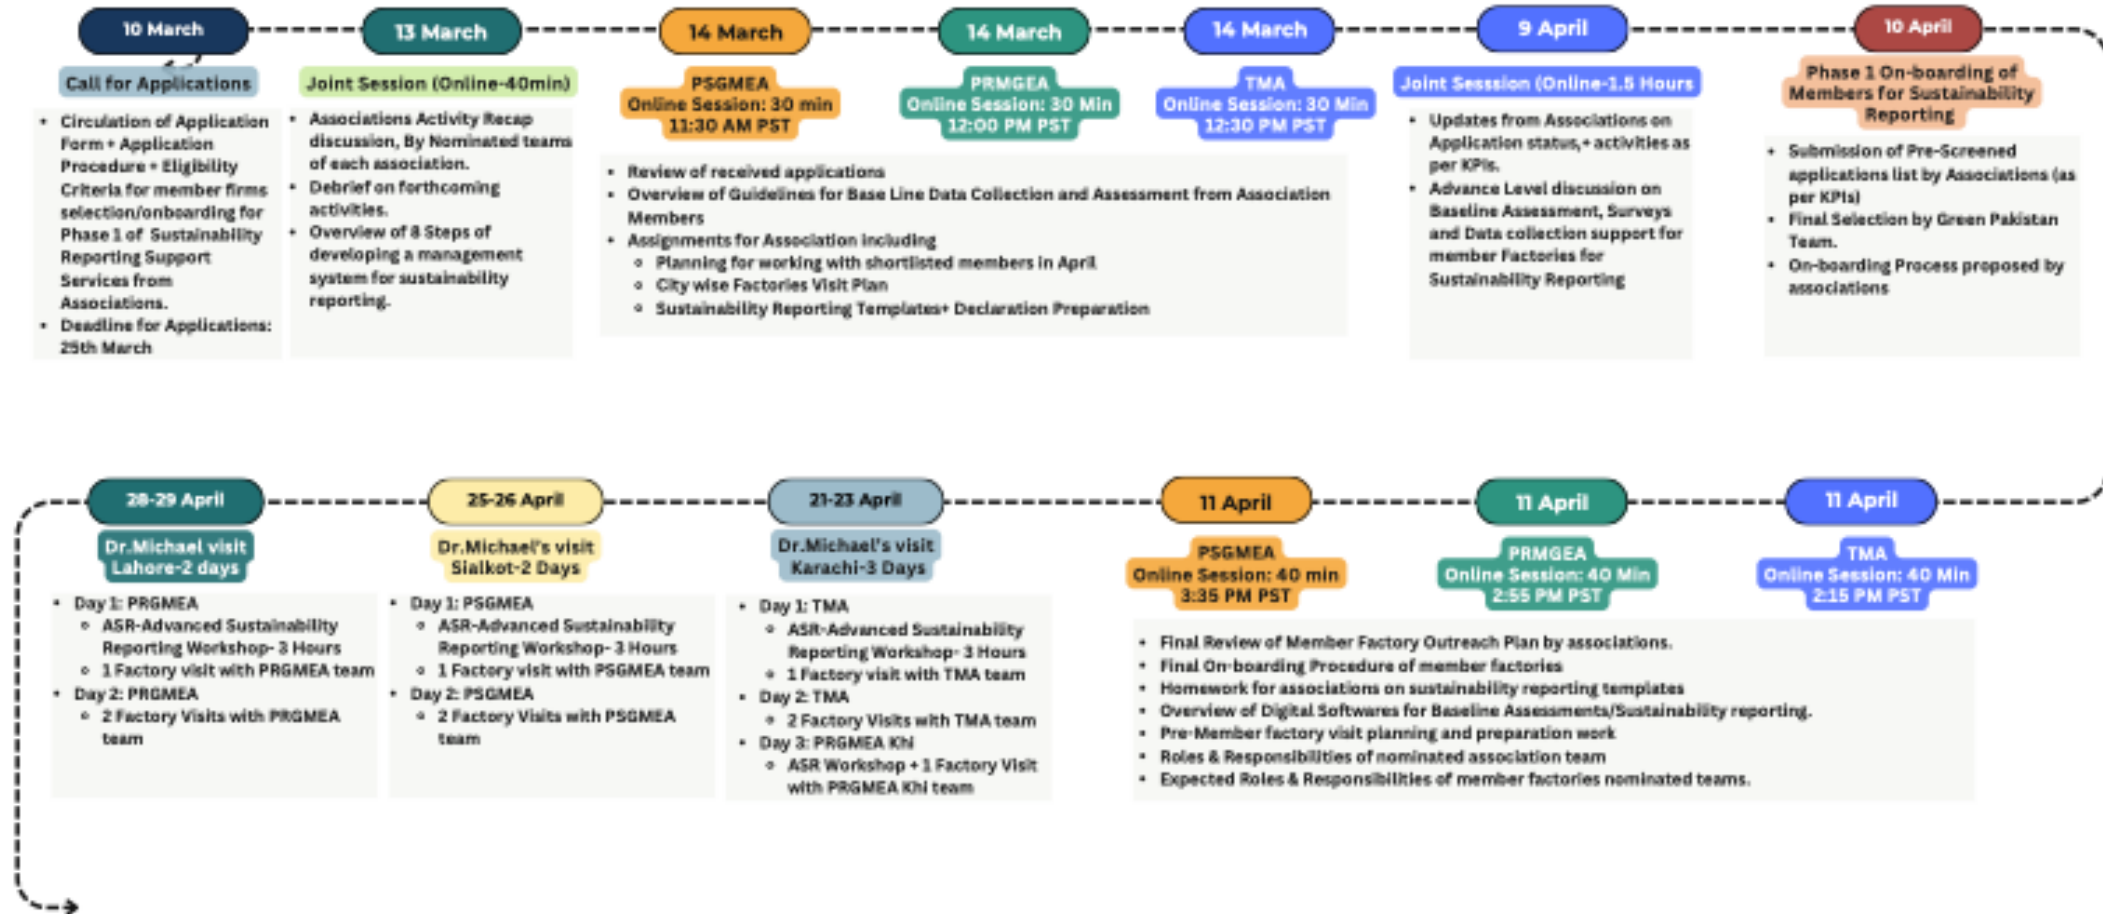 10 March
Call for Applications
• Circulation of Application
Form + Application
Procedure + Eligibility
Criteria for member firms
selection/onboarding for
Phase 1 of Sustainability
Reporting Support
Services from
Associations.
• Deadline for Applications:
25th March
13 March
Joint Session (Online-40min)
• Associations Activity Recap
discussion, By Nominated teams
of each association.
• Debrief on forthcoming
activities.
• Overview of 8 Steps of
developing a management
system for sustainability
reporting.
14 March
PSGMEA
Online Session: 30 min
11:30 AM PST
14 March
PRMGEA
Online Session: 30 Min
12:00 PM PST
14 March
TMA
Online Session: 30 Min
12:30 PM PST
• Review of received applications
• Overview of Guidelines for Base Line Data Collection and Assessment from Association
Members
• Assignments for Association including
◦ Planning for working with shortlisted members in April
◦ City wise Factories Visit Plan
◦ Sustainability Reporting Templates+ Declaration Preparation
9 April
Joint Sesssion (Online-1.5 Hours
• Updates from Associations on
Application status,+ activities as
per KPIs.
• Advance Level discussion on
Baseline Assessment, Surveys
and Data collection support for
member Factories for
Sustainability Reporting
10 April
Phase 1 On-boarding of
Members for Sustainability
Reporting
• Submission of Pre-Screened
applications list by Associations (as
per KPIs)
• Final Selection by Green Pakistan
Team.
• On-boarding Process proposed by
associations
28-29 April
Dr.Michael visit
Lahore-2 days
• Day 1: PRGMEA
◦ ASR-Advanced Sustainability
Reporting Workshop- 3 Hours
◦ 1 Factory visit with PRGMEA team
• Day 2: PRGMEA
◦ 2 Factory Visits with PRGMEA
team
25-26 April
Dr.Michael's visit
Sialkot-2 Days
• Day 1: PSGMEA
◦ ASR-Advanced Sustainability
Reporting Workshop- 3 Hours
◦ 1 Factory visit with PSGMEA team
• Day 2: PSGMEA
◦ 2 Factory Visits with PSGMEA
team
21-23 April
Dr.Michael's visit
Karachi-3 Days
• Day 1: TMA
◦ ASR-Advanced Sustainability
Reporting Workshop- 3 Hours
◦ 1 Factory visit with TMA team
• Day 2: TMA
◦ 2 Factory Visits with TMA team
• Day 3: PRGMEA Khi
◦ ASR Workshop + 1 Factory Visit
with PRGMEA Khi team
11 April
PSGMEA
Online Session: 40 min
3:35 PM PST
11 April
PRMGEA
Online Session: 40 Min
2:55 PM PST
11 April
TMA
Online Session: 40 Min
2:15 PM PST
• Final Review of Member Factory Outreach Plan by associations.
• Final On-boarding Procedure of member factories
• Homework for associations on sustainability reporting templates
• Overview of Digital Softwares for Baseline Assessments/Sustainability reporting.
• Pre-Member factory visit planning and preparation work
• Roles & Responsibilities of nominated association team
• Expected Roles & Responsibilities of member factories nominated teams.